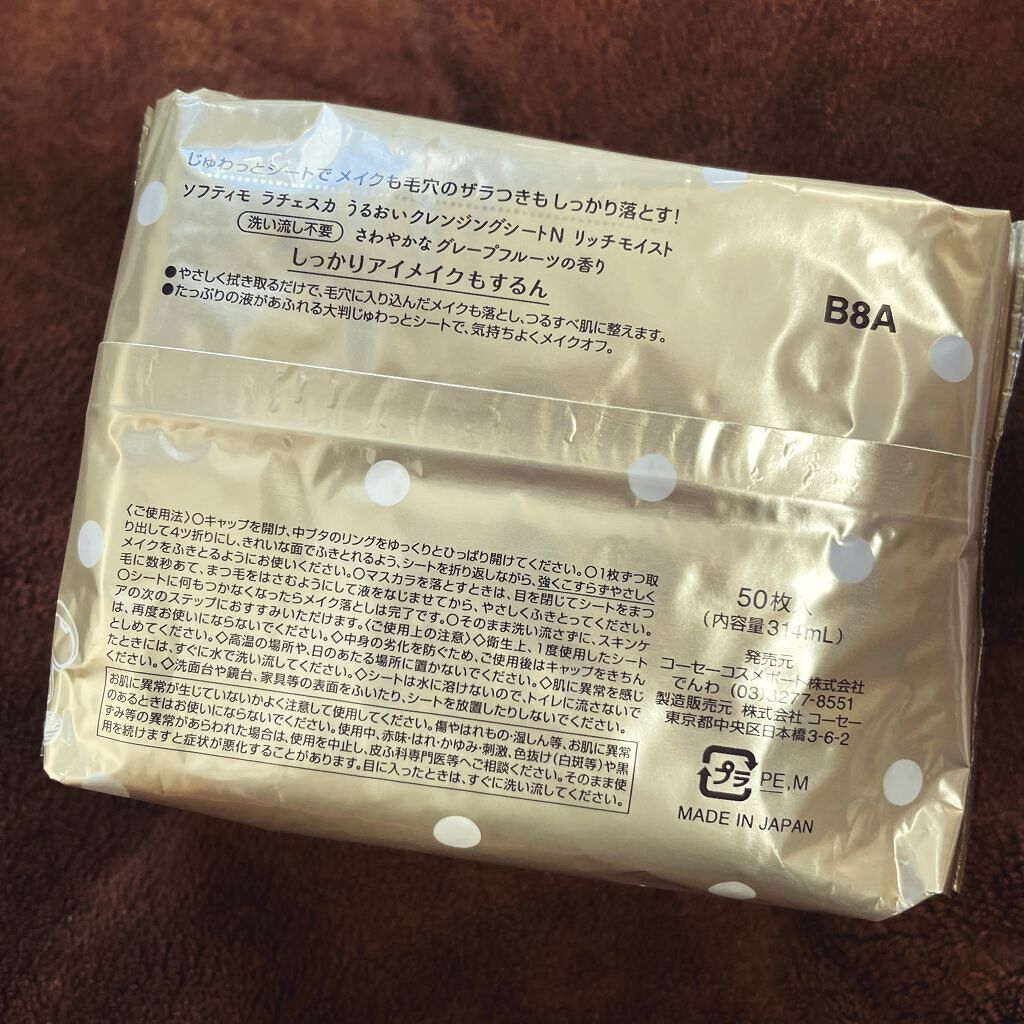 じゅわっとシートで メイクも毛穴のザラつきも しっかり落とす!
ソフティモ ラチェスカ うるおいクレンジングシートN リッチモイスト
洗い流し不要 さわやかなグレープフルーツの香り
しっかりアイメイクもするん
●やさしく拭き取るだけで、毛穴に入り込んだメイクも落とし、つるすべ肌に整えます。
●たっぷりの液があふれる大判じゅわっとシートで、気持ちよくメイクオフ。
B8A
〈ご使用法〉○キャップを開け、中ブタのリングをゆっくりとひっぱり開けてください。○1枚ずつ取
り出して4ツ折りにし、きれいな面でふきとれるよう、シートを折り返しながら、強くこすらずやさしく
メイクをふきとるようにお使いください。○マスカラを落とすときは、目を閉じてシートをまつ
毛に数秒あて、まつ毛をはさむようにして液をなじませてから、やさしくふきとってください。
○シートに何もつかなくなったらメイク落としは完了です。○そのまま洗い流さずに、スキンケ
アの次のステップにおすすみいただけます。〈ご使用上の注意〉◇衛生上、1度使用したシート
は、再度お使いにならないでください。◇中身の劣化を防ぐため、ご使用後はキャップをきちん
としめてください。◇高温の場所や、日のあたる場所に置かないでください。◇肌に異常を感じ
たときには、すぐに水で洗い流してください。◇シートは水に溶けないので、トイレに流さないで
ください。◇洗面台や鏡台、家具等の表面をふいたり、シートを放置したりしないでください。
お肌に異常が生じていないかよく注意して使用してください。傷やはれもの・湿しん等、お肌に異常
のあるときはお使いにならないでください。使用中、赤味・はれ・かゆみ・刺激、色抜け(白斑等)や黒
ずみ等の異常があらわれた場合は、使用を中止し、皮ふ科専門医等へご相談ください。そのまま使
用を続けますと症状が悪化することがあります。目に入ったときは、すぐに洗い流してください。
50枚入
(内容量314mL)
発売元
コーセーコスメポート株式会社
でんわ (03)3277-8551
製造販売元 株式会社 コーセー
東京都中央区日本橋3-6-2
プラ PE,M
MADE IN JAPAN